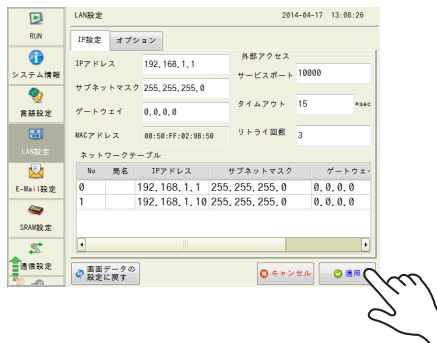 RUN
システム情報
言語設定
LAN設定
E-Mail設定
SRAM設定
通信設定
LAN設定 2014-04-17 13:08:26
IP設定 オプション
IPアドレス 192.168.1.1
サブネットマスク 255.255.255.0
ゲートウェイ 0.0.0.0
MACアドレス 00:50:FF:02:98:50
外部アクセス
サービスポート 10000
タイムアウト 15 *sec
リトライ回数 3
ネットワークテーブル
No 局名 IPアドレス サブネットマスク ゲートウェイ
0 192.168.1.1 255.255.255.0 0.0.0.0
1 192.168.1.10 255.255.255.0 0.0.0.0
画面データの
設定に戻す
キャンセル
適用